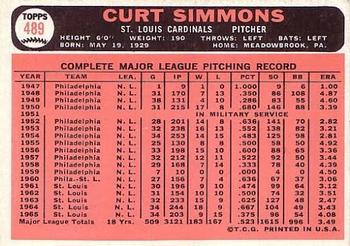 TOPPS
489
CURT SIMMONS
ST. LOUIS CARDINALS PITCHER
HEIGHT 6'0" WEIGHT 190 THROWS: LEFT BATS: LEFT
BORN: MAY 19, 1929 HOME: MEADOWBROOK, PA.
COMPLETE MAJOR LEAGUE PITCHING RECORD
YEAR TEAM LEA G IP W L PCT SO BB ERA
1947 Philadelphia N. L. 1 9 1 0 1.000 9 6 1.00
1948 Philadelphia N. L. 31 170 7 13 .350 86 108 4.87
1949 Philadelphia N. L. 38 131 4 10 .286 83 55 4.60
1950 Philadelphia N. L. 31 215 17 8 .680 146 88 3.39
1951 IN MILITARY SERVICE
1952 Philadelphia N. L. 28 201 14 8 .636 141 70 2.82
1953 Philadelphia N. L. 32 238 16 13 .552 138 82 3.21
1954 Philadelphia N. L. 34 253 14 15 .483 125 98 2.81
1955 Philadelphia N. L. 25 130 8 8 .500 58 50 4.92
1956 Philadelphia N. L. 33 198 15 10 .600 88 65 3.36
1957 Philadelphia N. L. 32 212 12 11 .522 92 50 3.44
1958 Philadelphia N. L. 29 168 7 14 .333 78 40 4.38
1959 Philadelphia N. L. 7 10 0 0 .000 4 0 4.50
1960 Phila.-St. L. N. L. 27 156 7 4 .636 67 37 3.06
1961 St. Louis N. L. 30 196 9 10 .474 99 64 3.13
1962 St. Louis N. L. 31 154 10 10 .500 74 32 3.51
1963 St. Louis N. L. 32 233 15 9 .625 127 48 2.48
1964 St. Louis N. L. 34 244 18 9 .667 104 49 3.43
1965 St. Louis N. L. 34 203 9 15 .375 96 54 4.08
Major League Totals 18 Yrs. 509 3121 183 167 .523 1615 996 3.49
©T.C.G. PRINTED IN U.S.A.